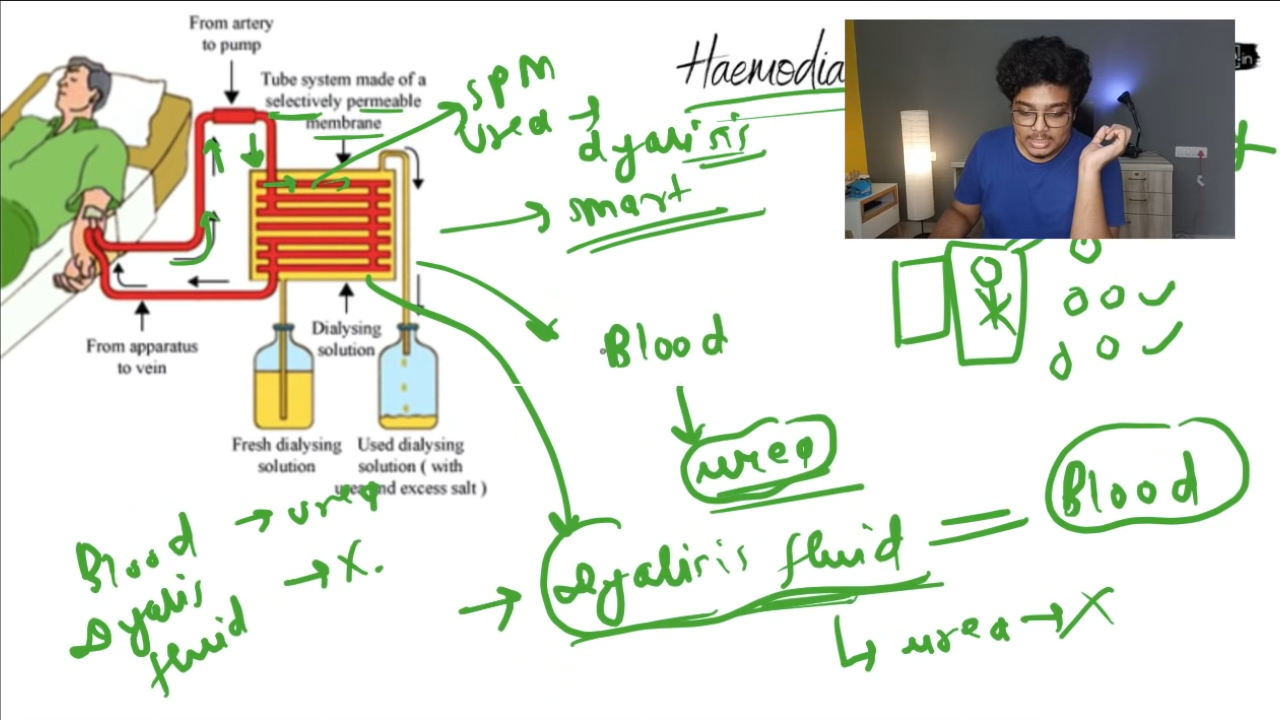 From artery
to pump
Tube system made of a
selectively permeable
membrane
Haemodia
SPM
urea →
dyalisis
smart
From apparatus
to vein
Dialysing
solution
Fresh dialysing
solution
Used dialysing
solution ( with
urea and excess salt )
Blood
urea
Dyalisis fluid = Blood
urea → X
Blood → urea
Dyalis
fluid → X.